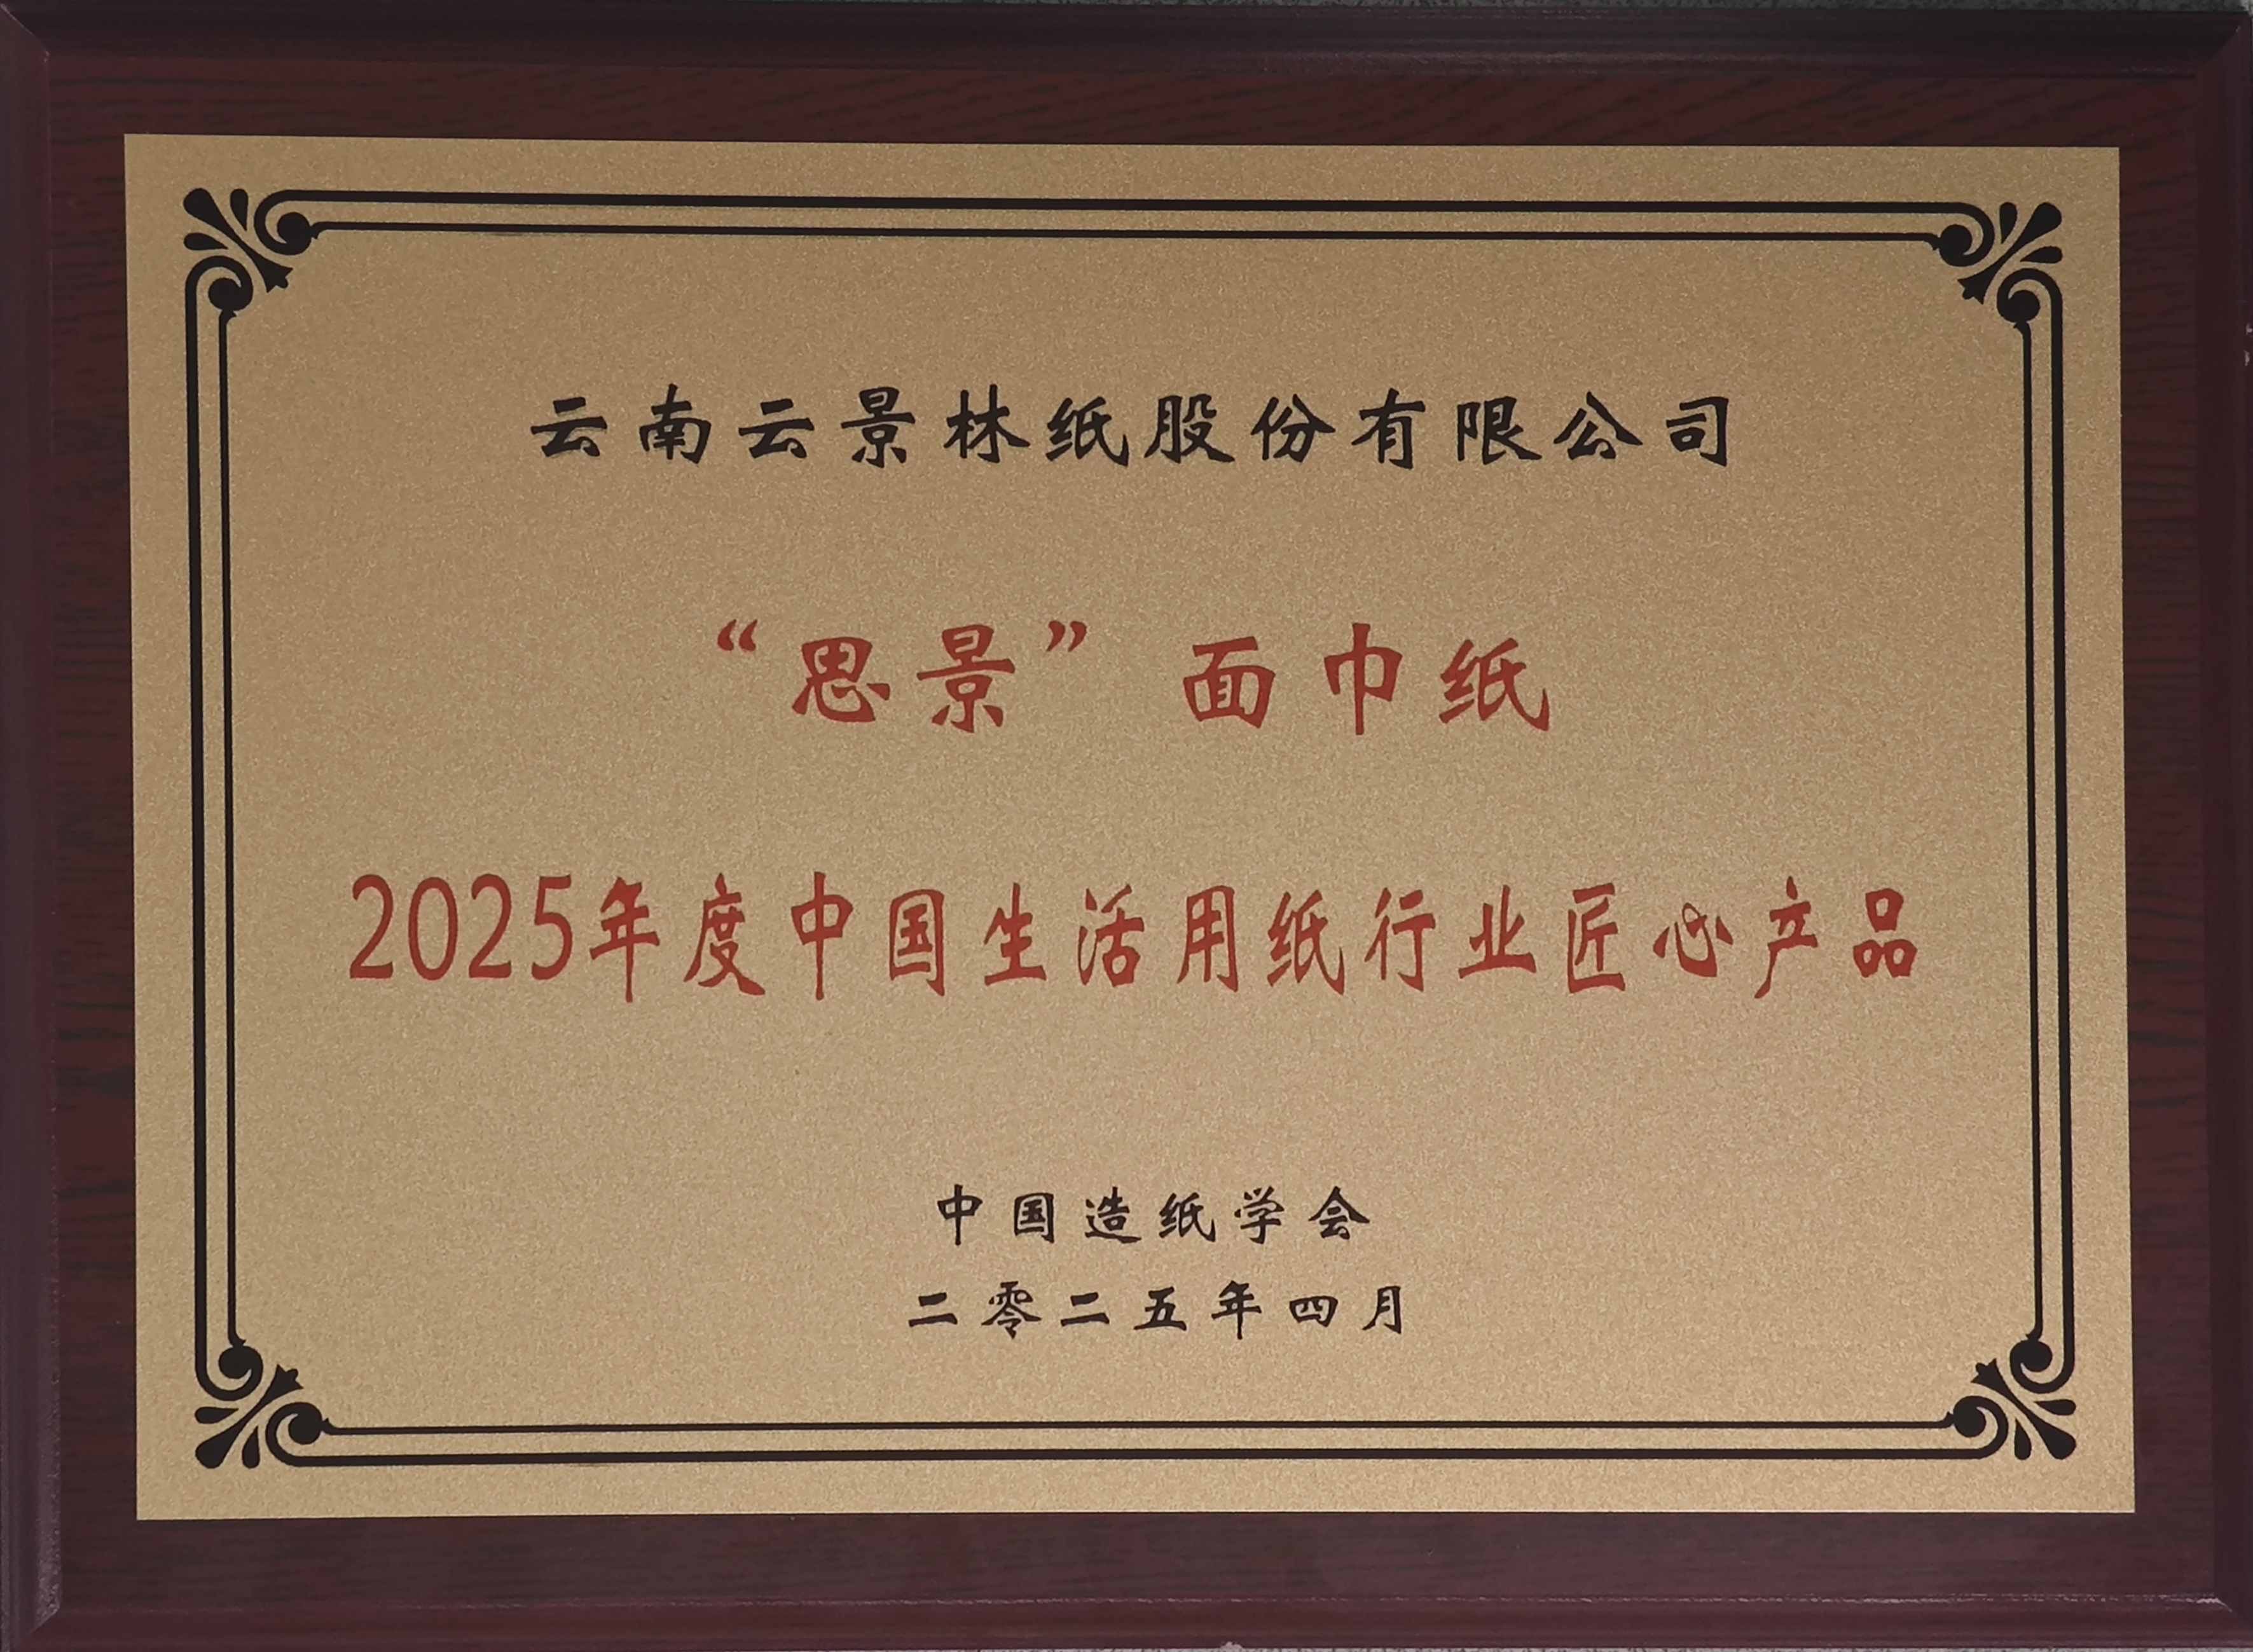 云南云景林纸股份有限公司
“思景”面巾纸
2025年度中国生活用纸行业匠心产品
中国造纸学会
二零二五年四月